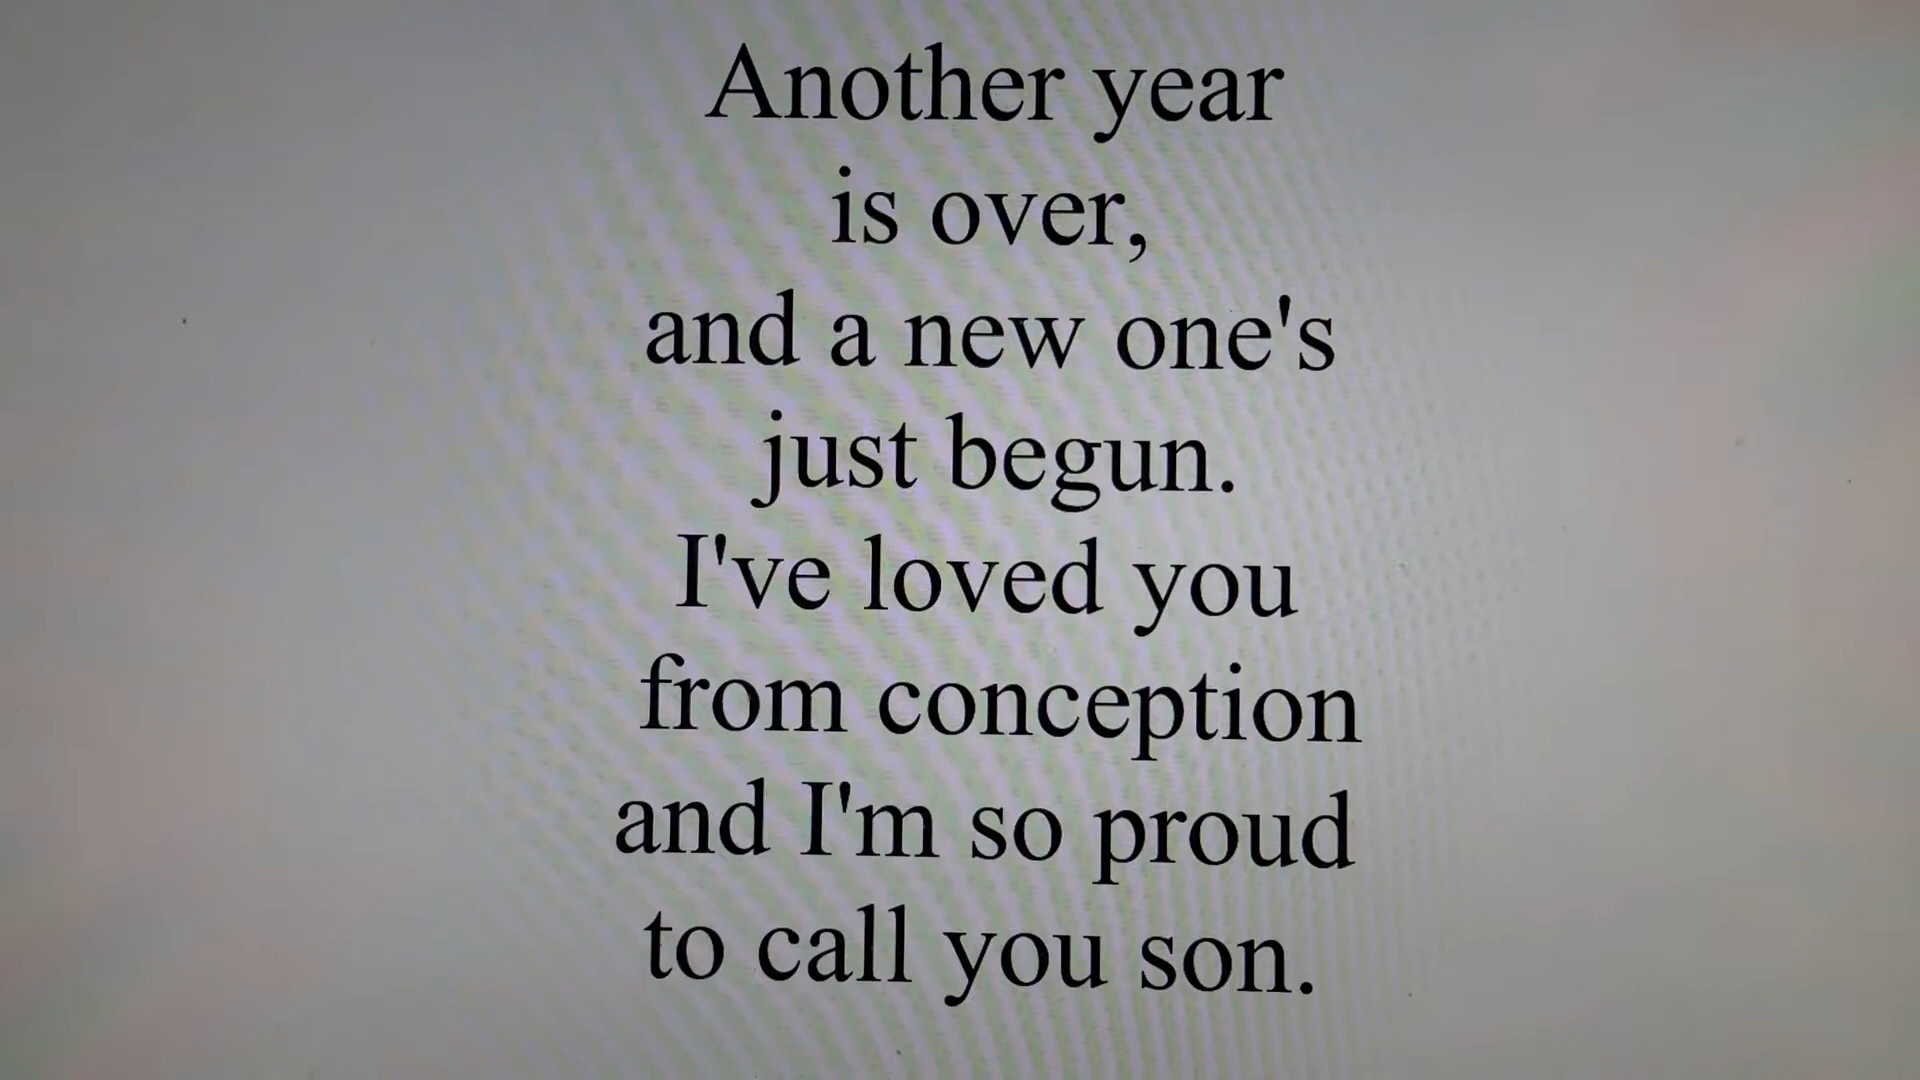 Another year
is over,
and a new one's
just begun.
I've loved you
from conception
and I'm so proud
to call you son.